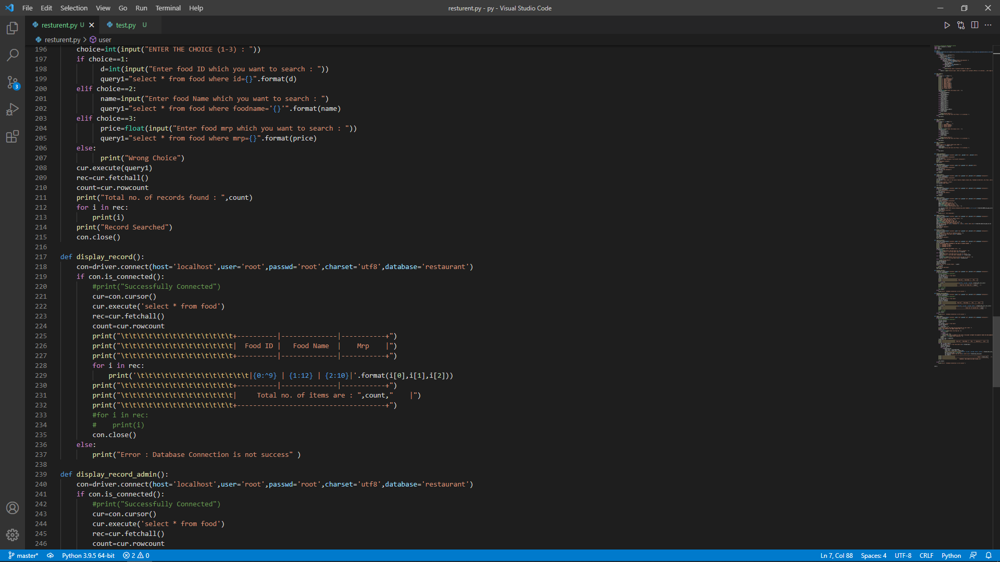 File Edit Selection View Go Run Terminal Help
resturent.py - py - Visual Studio Code
resturent.py U
test.py U
resturent.py > user
196 choice=int(input("ENTER THE CHOICE (1-3) : "))
197 if choice==1:
198 d=int(input("Enter food ID which you want to search : "))
199 query1="select * from food where id={}".format(d)
200 elif choice==2:
201 name=input("Enter food Name which you want to search : ")
202 query1="select * from food where foodname='{}'".format(name)
203 elif choice==3:
204 price=float(input("Enter food mrp which you want to search : "))
205 query1="select * from food where mrp={}".format(price)
206 else:
207 print("Wrong Choice")
208 cur.execute(query1)
209 rec=cur.fetchall()
210 count=cur.rowcount
211 print("Total no. of records found : ",count)
212 for i in rec:
213 print(i)
214 print("Record Searched")
215 con.close()
216
217 def display_record():
218 con=driver.connect(host='localhost',user='root',passwd='root',charset='utf8',database='restaurant')
219 if con.is_connected():
220 #print("Successfully Connected")
221 cur=con.cursor()
222 cur.execute('select * from food')
223 rec=cur.fetchall()
224 count=cur.rowcount
225 print("\t\t\t\t\t\t\t\t\t\t\t\t\t\t+----------|--------------|-----------+")
226 print("\t\t\t\t\t\t\t\t\t\t\t\t\t\t|  Food ID |   Food Name  |    Mrp    |")
227 print("\t\t\t\t\t\t\t\t\t\t\t\t\t\t+----------|--------------|-----------+")
228 for i in rec:
229 print('\t\t\t\t\t\t\t\t\t\t\t\t\t\t|{0:^9} | {1:12} | {2:10}|'.format(i[0],i[1],i[2]))
230 print("\t\t\t\t\t\t\t\t\t\t\t\t\t\t+----------|--------------|-----------+")
231 print("\t\t\t\t\t\t\t\t\t\t\t\t\t\t|     Total no. of items are : ",count,"    |")
232 print("\t\t\t\t\t\t\t\t\t\t\t\t\t\t+-------------------------------------+")
233 #for i in rec:
234 #    print(i)
235 con.close()
236 else:
237 print("Error : Database Connection is not success" )
238
239 def display_record_admin():
240 con=driver.connect(host='localhost',user='root',passwd='root',charset='utf8',database='restaurant')
241 if con.is_connected():
242 #print("Successfully Connected")
243 cur=con.cursor()
244 cur.execute('select * from food')
245 rec=cur.fetchall()
246 count=cur.rowcount
3
master* Python 3.9.5 64-bit 2 0 Ln 7, Col 88 Spaces: 4 UTF-8 CRLF Python